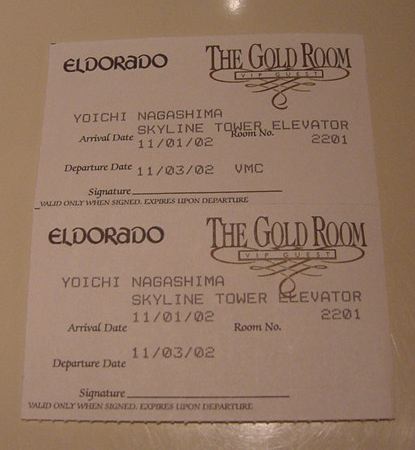 ELDORADO THE GOLD ROOM
VIP GUEST
YOICHI NAGASHIMA
SKYLINE TOWER ELEVATOR
Arrival Date 11/01/02 Room No. 2201
Departure Date 11/03/02 VMC
Signature
VALID ONLY WHEN SIGNED. EXPIRES UPON DEPARTURE
ELDORADO THE GOLD ROOM
VIP GUEST
YOICHI NAGASHIMA
SKYLINE TOWER ELEVATOR
Arrival Date 11/01/02 Room No. 2201
Departure Date 11/03/02
Signature
VALID ONLY WHEN SIGNED. EXPIRES UPON DEPARTURE